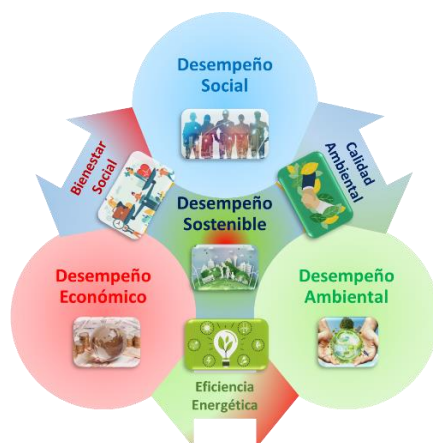 Desempeño
Social
Bienestar
Social
Calidad
Ambiental
Desempeño
Sostenible
Desempeño
Económico
Desempeño
Ambiental
Eficiencia
Energética